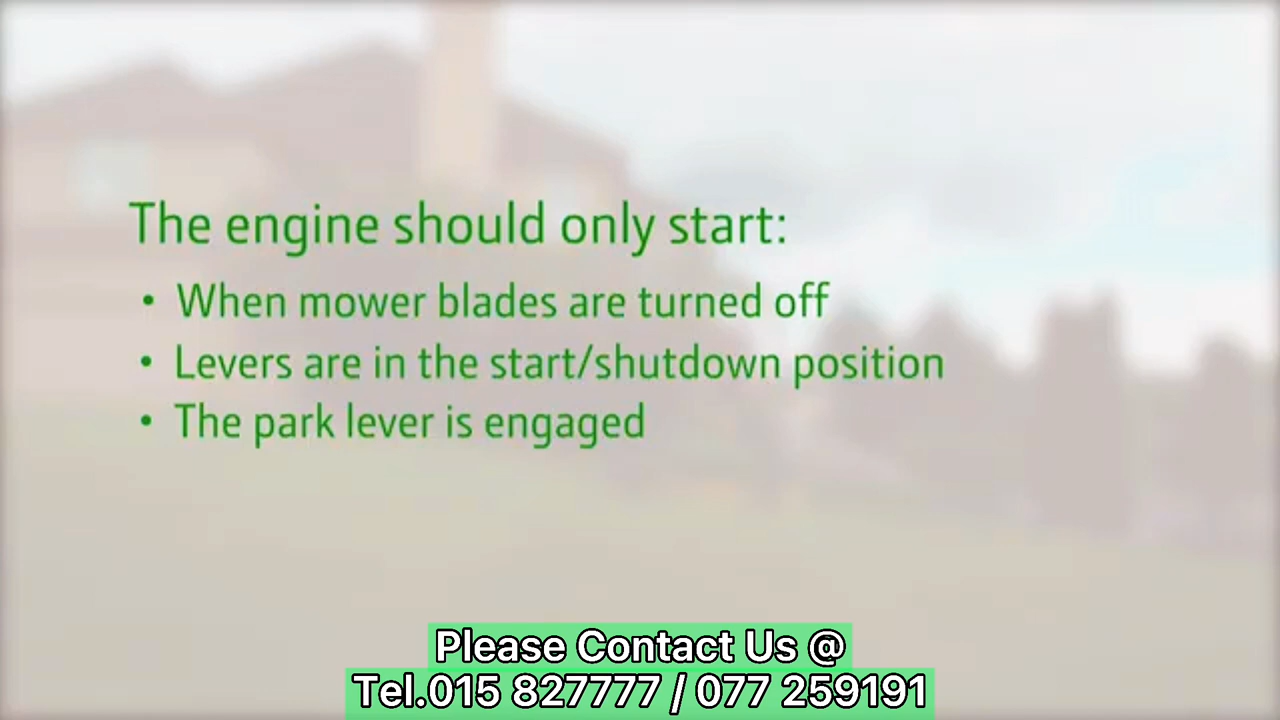 The engine should only start:
• When mower blades are turned off
• Levers are in the start/shutdown position
• The park lever is engaged
Please Contact Us @
Tel.015 827777 / 077 259191